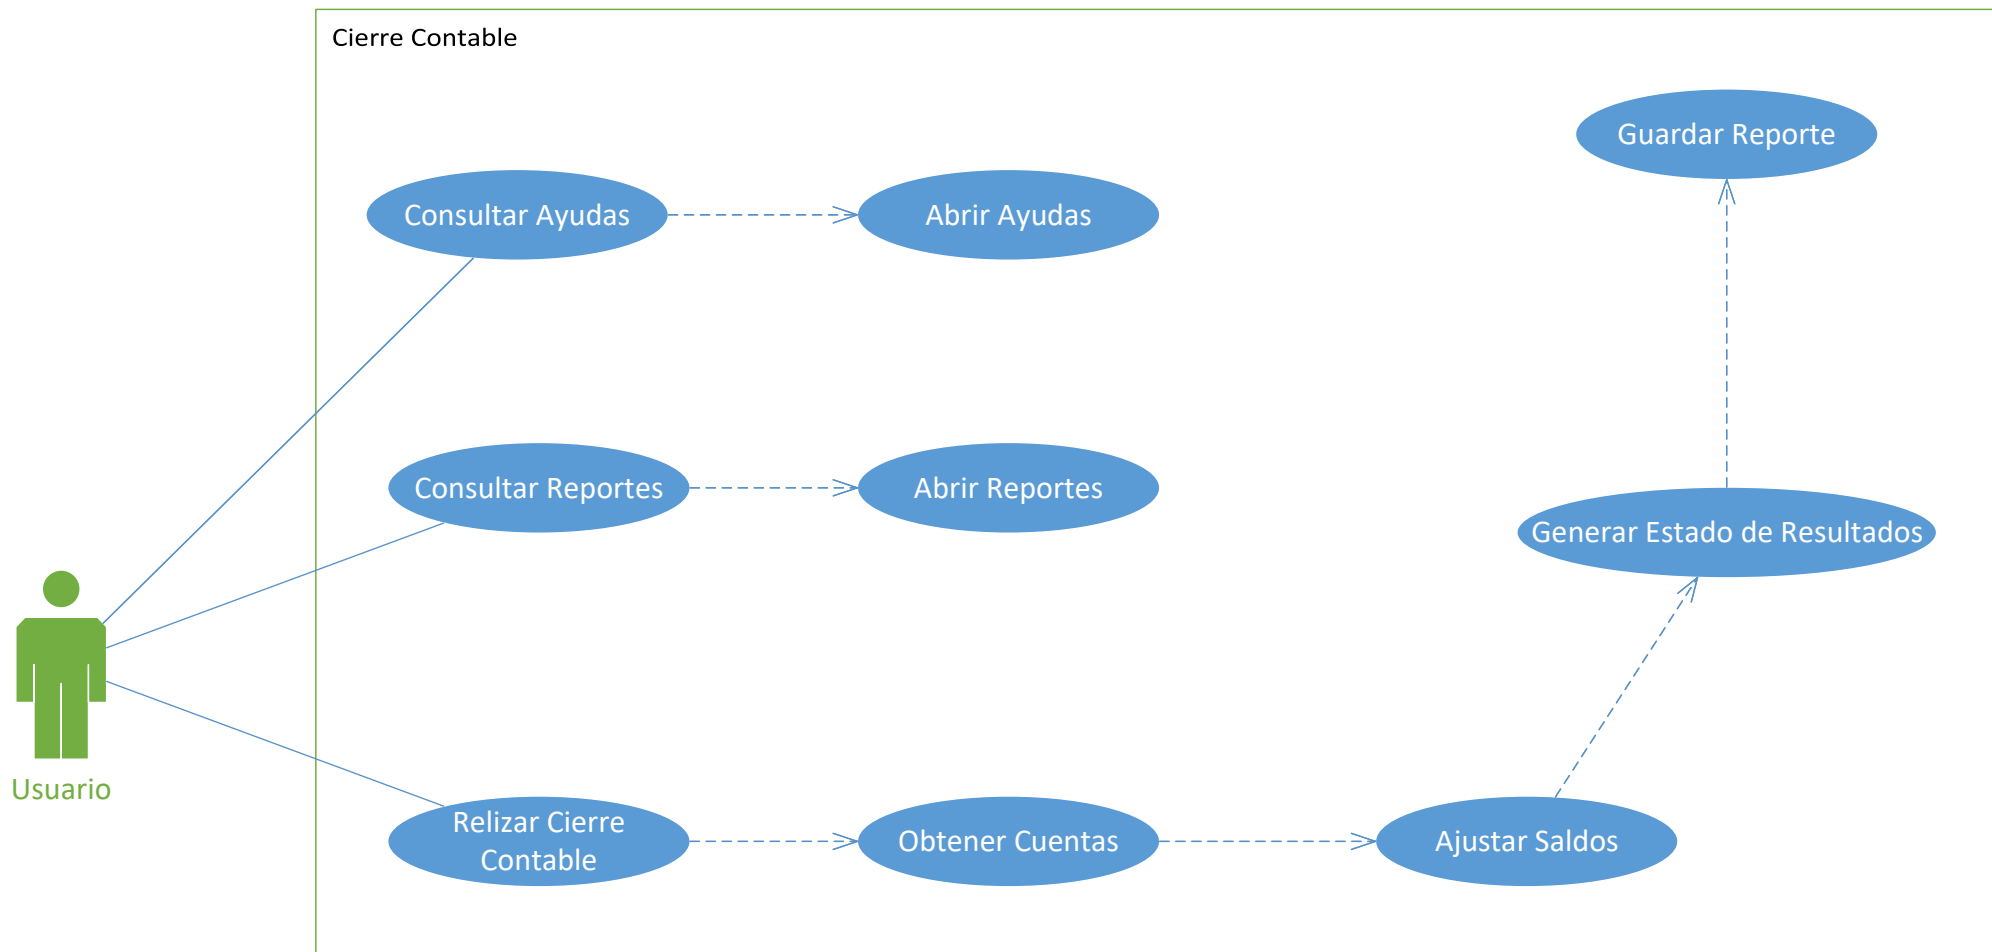 Cierre Contable
Guardar Reporte
Consultar Ayudas
Abrir Ayudas
Consultar Reportes
Abrir Reportes
Generar Estado de Resultados
Usuario
Relizar Cierre
Contable
Obtener Cuentas
Ajustar Saldos